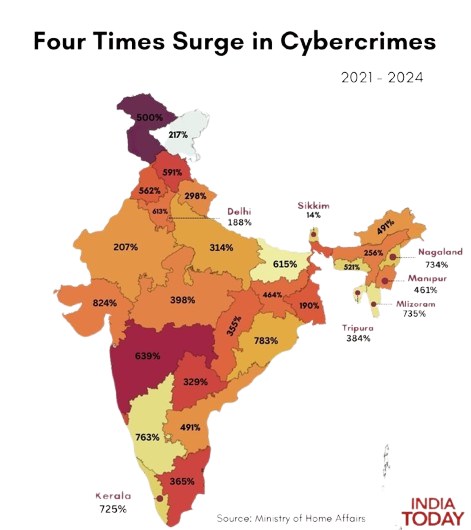 Four Times Surge in Cybercrimes
2021 - 2024
500%
217%
591%
562%
298%
613%
Delhi
188%
Sikkim
14%
491%
207%
314%
615%
256%
521%
Nagaland
734%
Manipur
461%
Mlizoram
735%
Tripura
384%
824%
398%
464%
190%
355%
783%
639%
329%
763%
491%
365%
Kerala
725%
Source: Ministry of Home Affairs
INDIA
TODAY